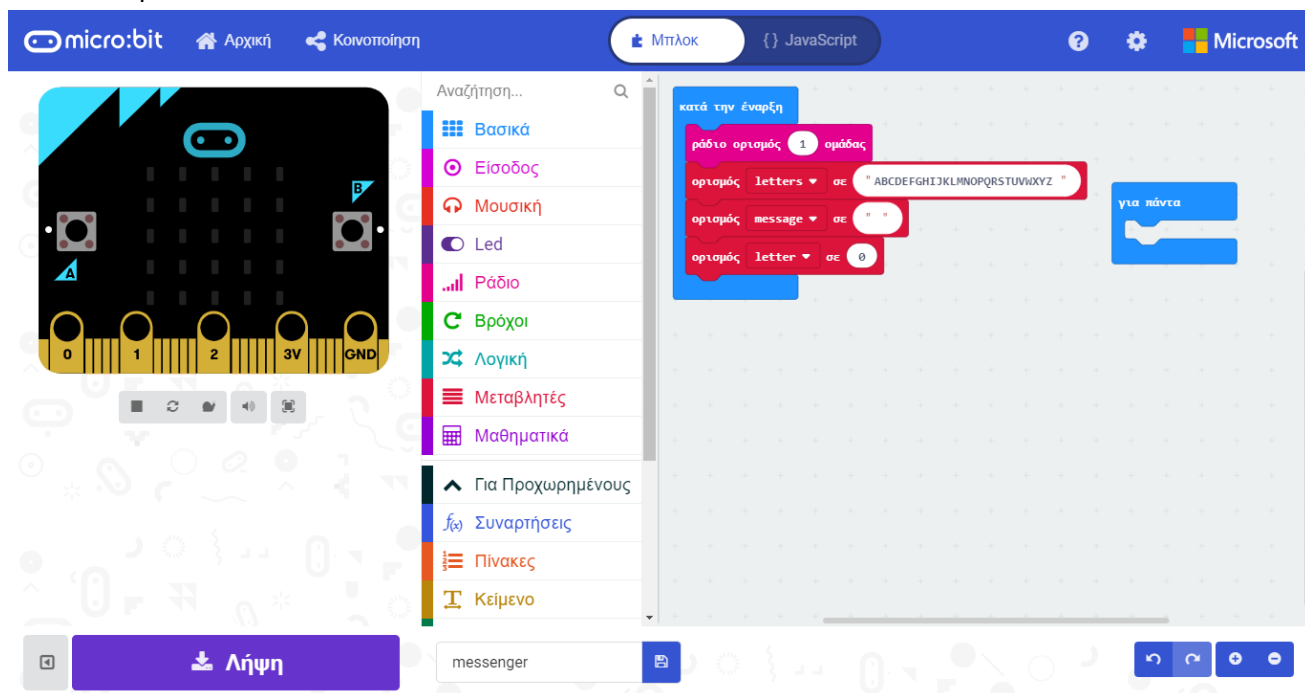 micro:bit Αρχική Κοινοποίηση Μπλοκ {} JavaScript ? Microsoft
Αναζήτηση...
Βασικά
Είσοδος
Μουσική
Led
Ράδιο
Βρόχοι
Λογική
Μεταβλητές
Μαθηματικά
Για Προχωρημένους
f(x) Συναρτήσεις
Πίνακες
T Κείμενο
B
A
0 1 2 3V GND
κατά την έναρξη
ράδιο ορισμός 1 ομάδας
ορισμός letters σε "ABCDEFGHIJKLMNOPQRSTUVWXYZ "
ορισμός message σε " "
ορισμός letter σε 0
για πάντα
Λήψη
messenger